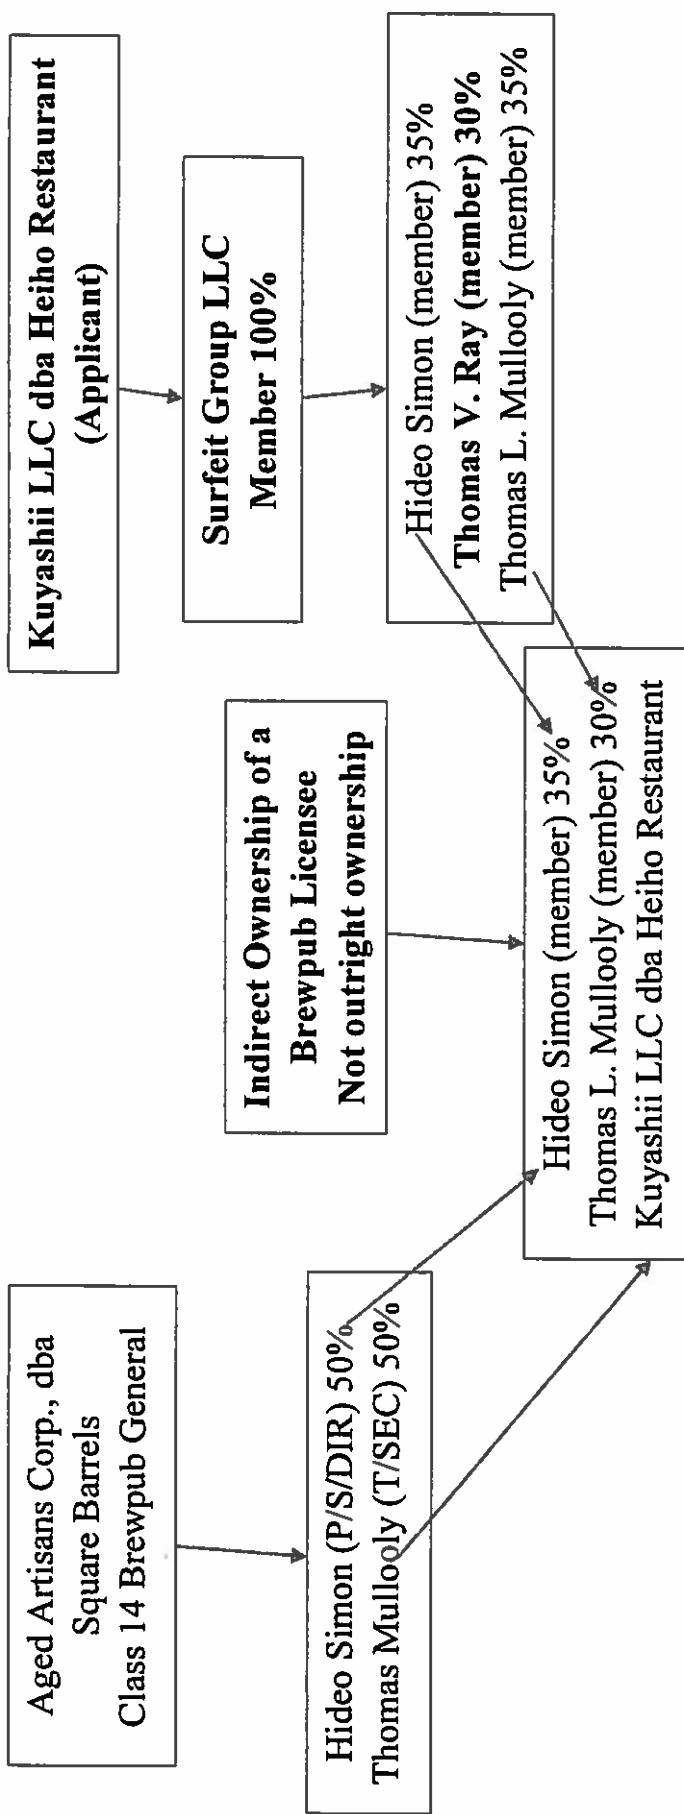 Aged Artisans Corp., dba
Square Barrels
Class 14 Brewpub General
Hideo Simon (P/S/DIR) 50%
Thomas Mullooly (T/SEC) 50%
Indirect Ownership of a
Brewpub Licensee
Not outright ownership
Hideo Simon (member) 35%
Thomas L. Mullooly (member) 30%
Kuyashii LLC dba Heiho Restaurant
Kuyashii LLC dba Heiho Restaurant
(Applicant)
Surfeit Group LLC
Member 100%
Hideo Simon (member) 35%
Thomas V. Ray (member) 30%
Thomas L. Mullooly (member) 35%